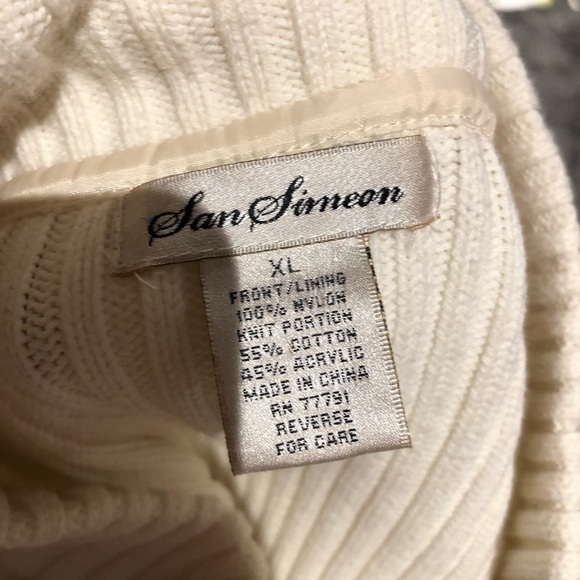 San Simeon
XL
FRONT/LINING
100% NYLON
KNIT PORTION
55% COTTON
45% ACRYLIC
MADE IN CHINA
RN 77791
REVERSE
FOR CARE